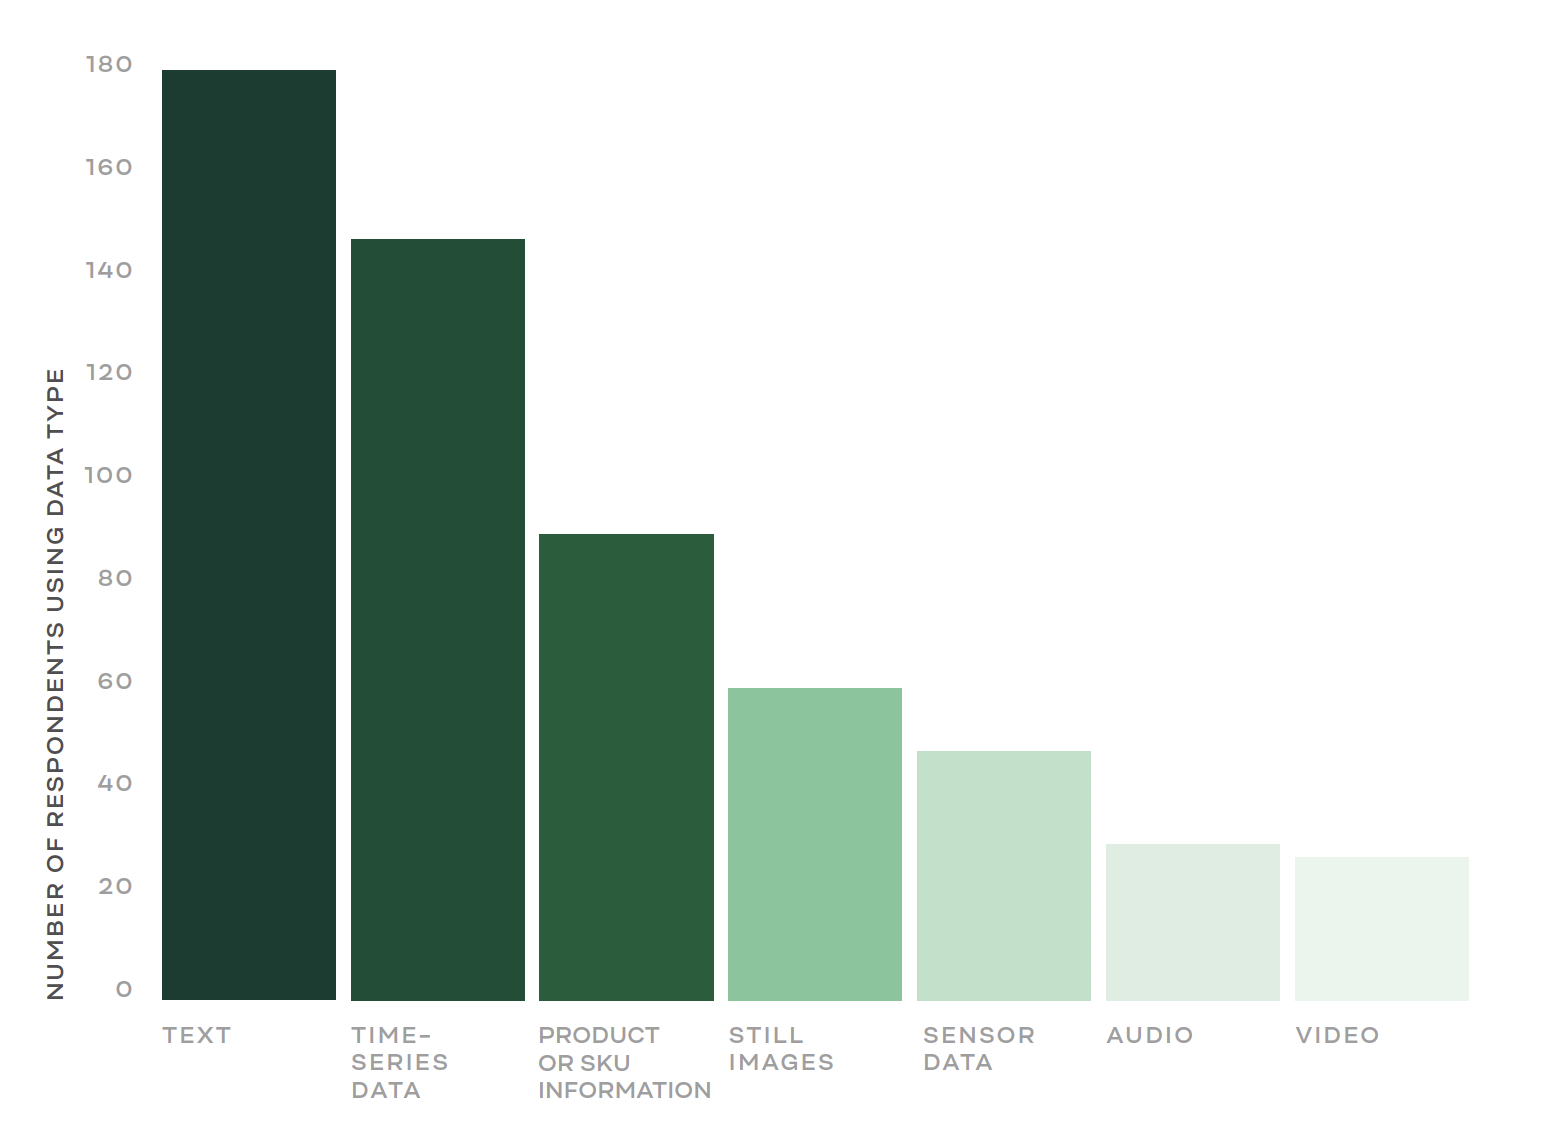 NUMBER OF RESPONDENTS USING DATA TYPE
180
160
140
120
100
80
60
40
20
0
TEXT
TIME-
SERIES
DATA
PRODUCT
OR SKU
INFORMATION
STILL
IMAGES
SENSOR
DATA
AUDIO
VIDEO